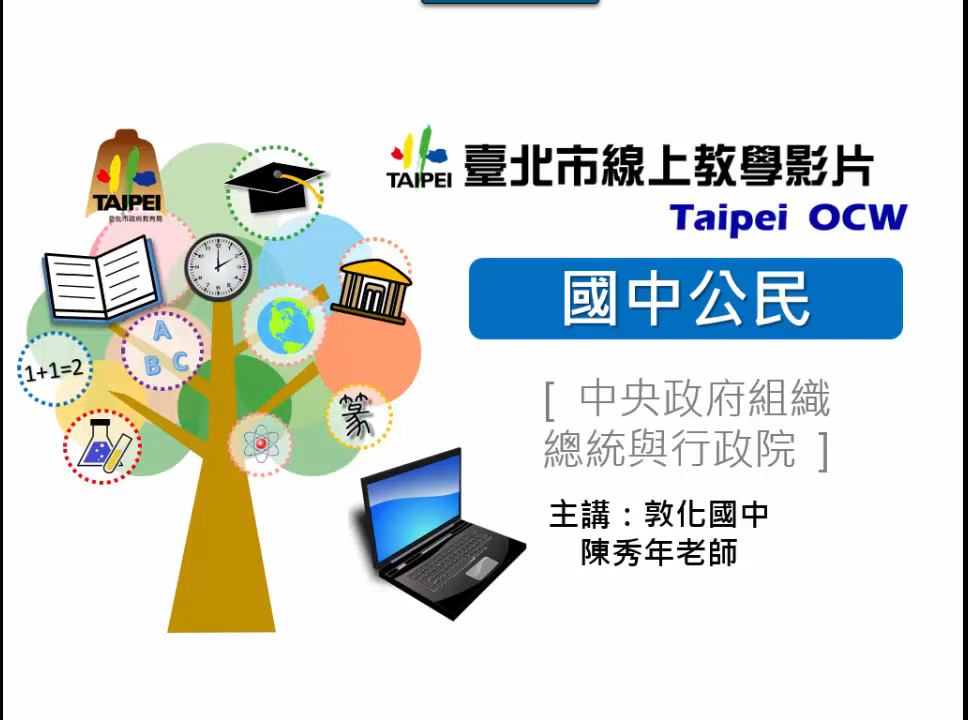 TAIPEI
臺北市政府教育局
TAIPEI 臺北市線上教學影片
Taipei OCW
國中公民
[ 中央政府組織
總統與行政院 ]
主講：敦化國中
陳秀年老師
A
B C
1+1=2
篆